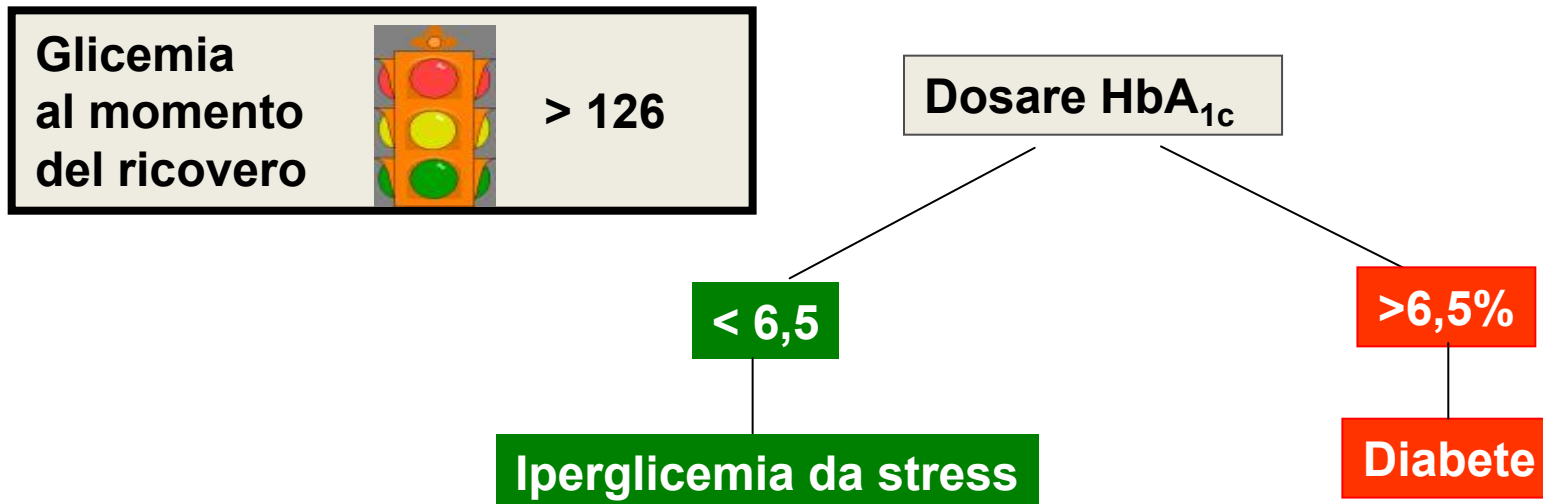 Glicemia
al momento
del ricovero
> 126
Dosare HbA1c
< 6,5
>6,5%
Iperglicemia da stress
Diabete